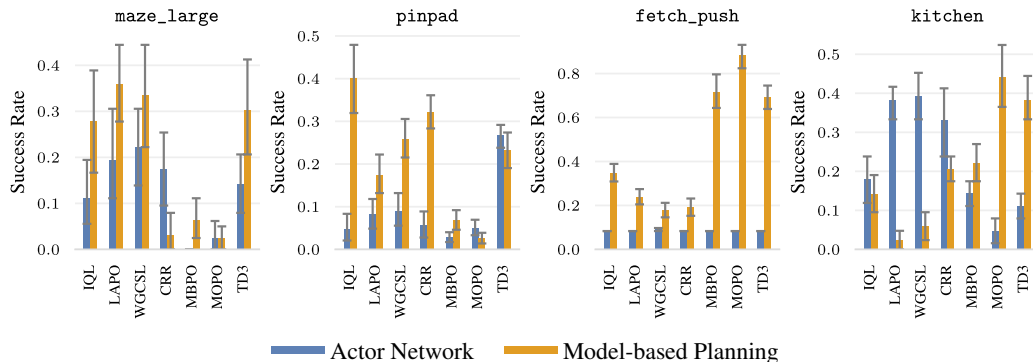 maze_large
pinpad
fetch_push
kitchen
Success Rate
0.4
0.3
0.2
0.1
0.0
IQL
LAPO
WGCSL
CRR
MBPO
MOPO
TD3
Success Rate
0.5
0.4
0.3
0.2
0.1
0.0
IQL
LAPO
WGCSL
CRR
MBPO
MOPO
TD3
Success Rate
0.8
0.6
0.4
0.2
0.0
IQL
LAPO
WGCSL
CRR
MBPO
MOPO
TD3
Success Rate
0.5
0.4
0.3
0.2
0.1
0.0
IQL
LAPO
WGCSL
CRR
MBPO
MOPO
TD3
Actor Network
Model-based Planning